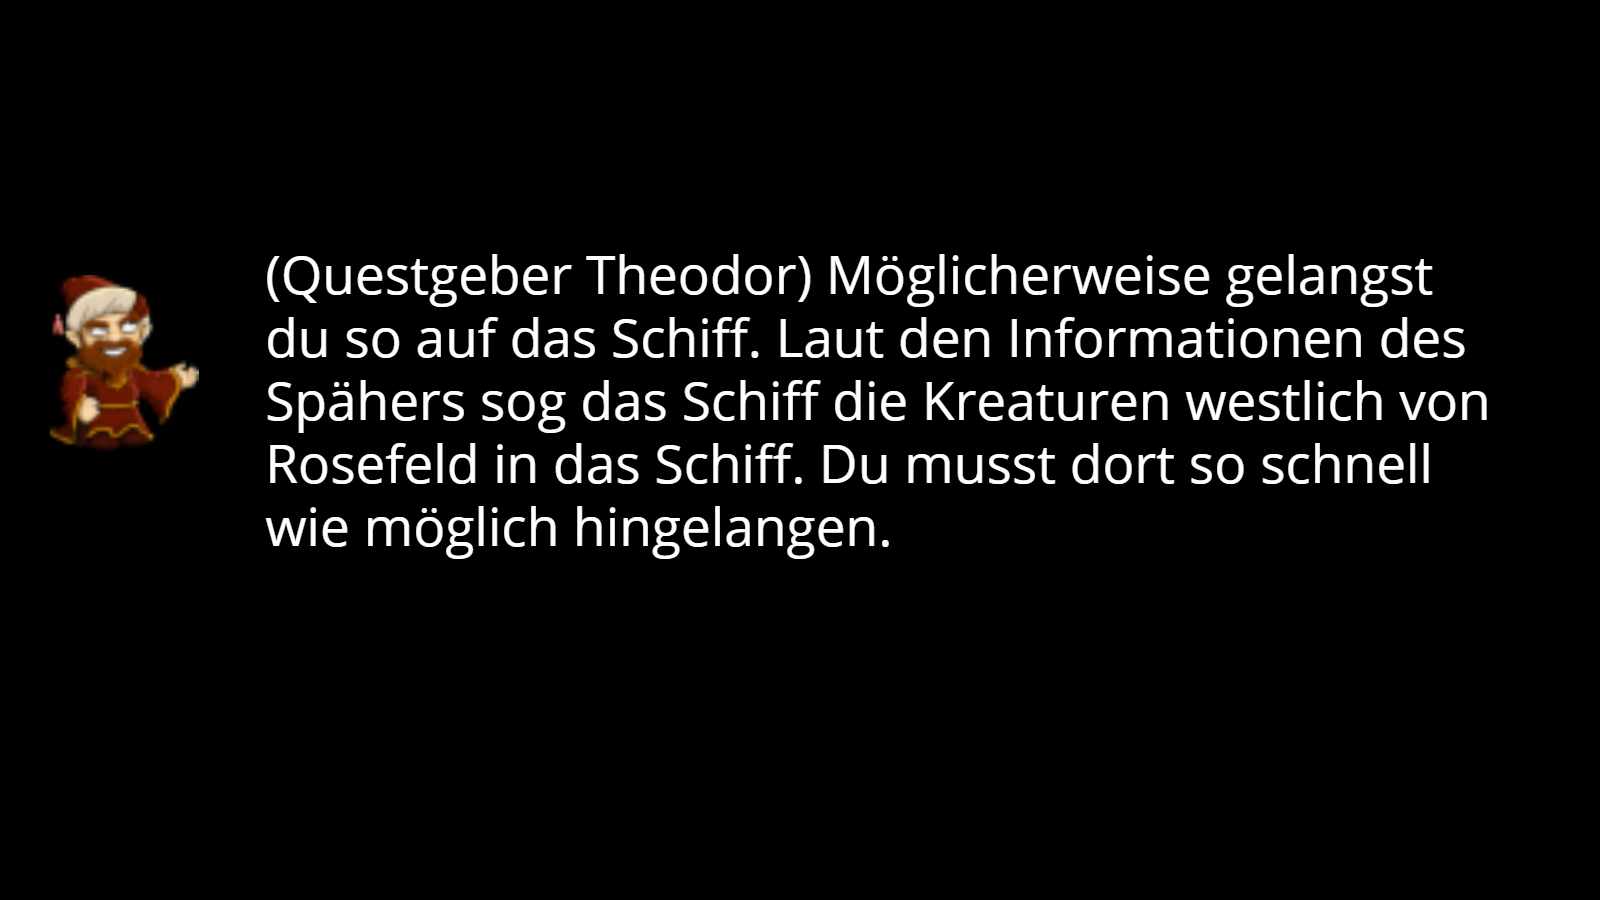 (Questgeber Theodor) Möglicherweise gelangst
du so auf das Schiff. Laut den Informationen des
Spähers sog das Schiff die Kreaturen westlich von
Rosefeld in das Schiff. Du musst dort so schnell
wie möglich hingelangen.